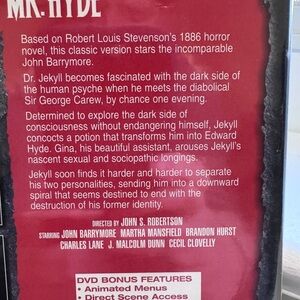 MR. HYDE
Based on Robert Louis Stevenson's 1886 horror
novel, this classic version stars the incomparable
John Barrymore.
Dr. Jekyll becomes fascinated with the dark side of
the human psyche when he meets the diabolical
Sir George Carew, by chance one evening.
Determined to explore the dark side of
consciousness without endangering himself, Jekyll
concocts a potion that transforms him into Edward
Hyde. Gina, his beautiful assistant, arouses Jekyll's
nascent sexual and sociopathic longings.
Jekyll soon finds it harder and harder to separate
his two personalities, sending him into a downward
spiral that seems destined to end with the
destruction of his former identity.
DIRECTED BY JOHN S. ROBERTSON
STARRING JOHN BARRYMORE MARTHA MANSFIELD BRANDON HURST
CHARLES LANE J. MALCOLM DUNN CECIL CLOVELLY
DVD BONUS FEATURES
• Animated Menus
• Direct Scene Access